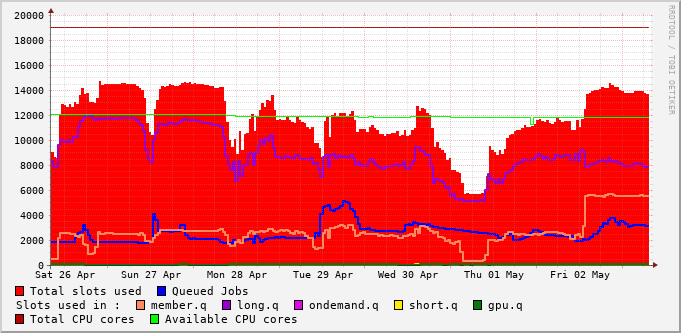 20000
18000
16000
14000
12000
10000
8000
6000
4000
2000
0
Sat 26 Apr Sun 27 Apr Mon 28 Apr Tue 29 Apr Wed 30 Apr Thu 01 May Fri 02 May
Total slots used Queued Jobs
Slots used in : member.q long.q ondemand.q short.q gpu.q
Total CPU cores Available CPU cores
RRDTOOL / TOBI OETIKER